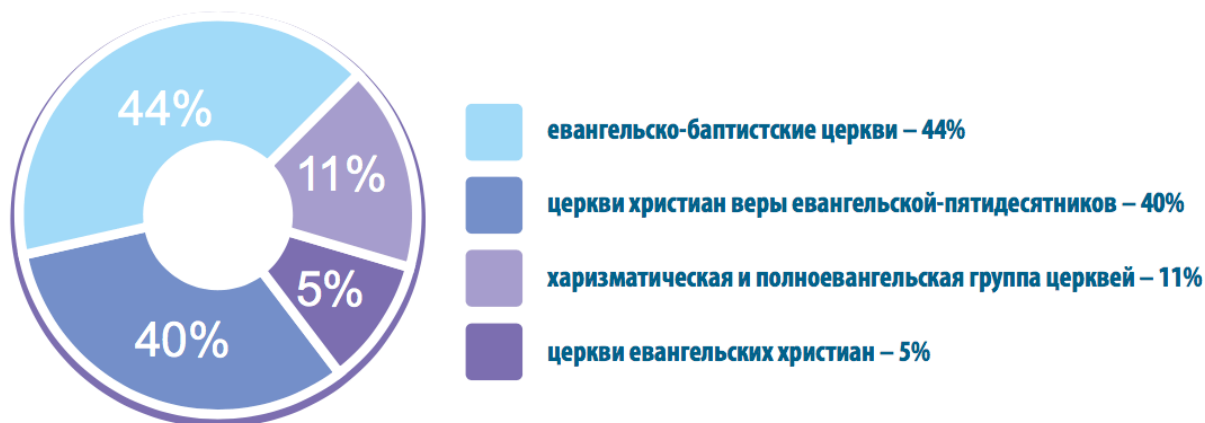 44%
11%
5%
40%
евангельско-баптистские церкви – 44%
церкви христиан веры евангельской-пятидесятников – 40%
харизматическая и полноевангельская группа церквей – 11%
церкви евангельских христиан – 5%